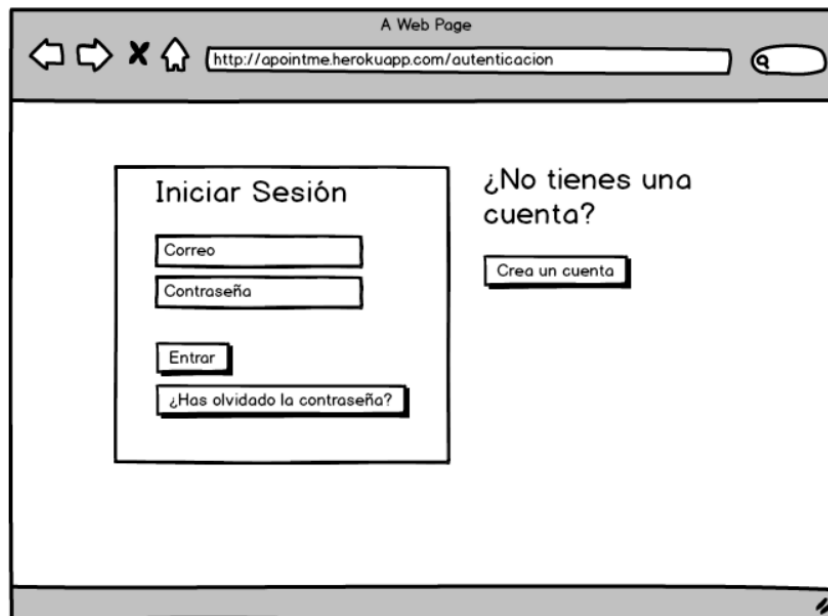 A Web Page
http://apointme.herokuapp.com/autenticacion
Iniciar Sesión
Correo
Contraseña
Entrar
¿Has olvidado la contraseña?
¿No tienes una
cuenta?
Crea un cuenta